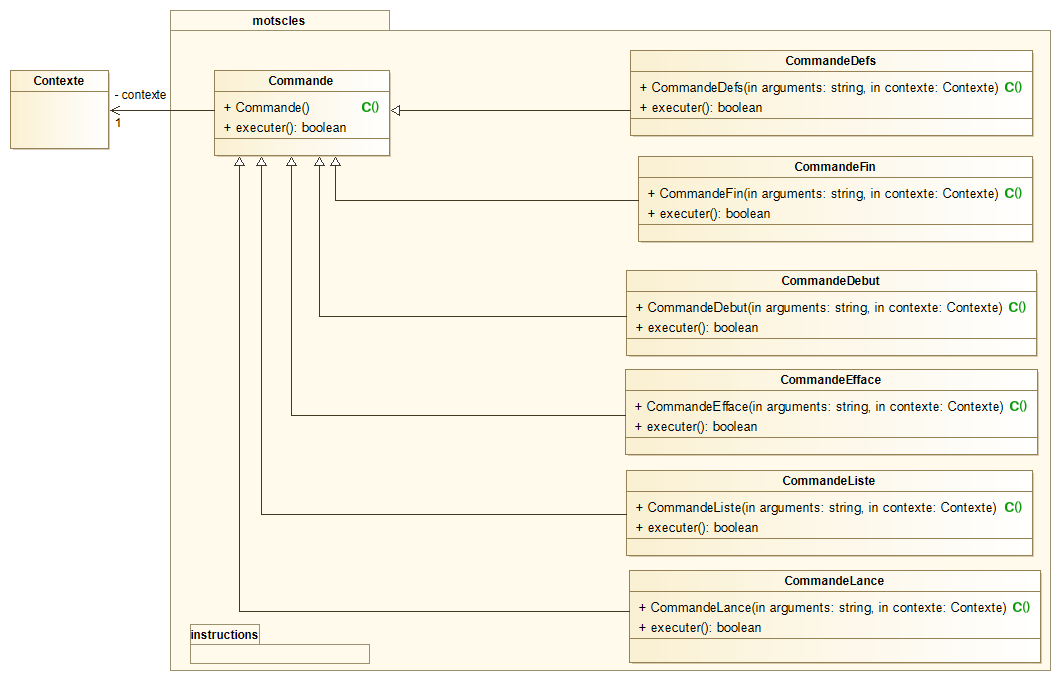 motscles
Contexte
- contexte
1
Commande
+ Commande() C()
+ executer(): boolean
CommandeDefs
+ CommandeDefs(in arguments: string, in contexte: Contexte) C()
+ executer(): boolean
CommandeFin
+ CommandeFin(in arguments: string, in contexte: Contexte) C()
+ executer(): boolean
CommandeDebut
+ CommandeDebut(in arguments: string, in contexte: Contexte) C()
+ executer(): boolean
CommandeEfface
+ CommandeEfface(in arguments: string, in contexte: Contexte) C()
+ executer(): boolean
CommandeListe
+ CommandeListe(in arguments: string, in contexte: Contexte) C()
+ executer(): boolean
CommandeLance
+ CommandeLance(in arguments: string, in contexte: Contexte) C()
+ executer(): boolean
instructions